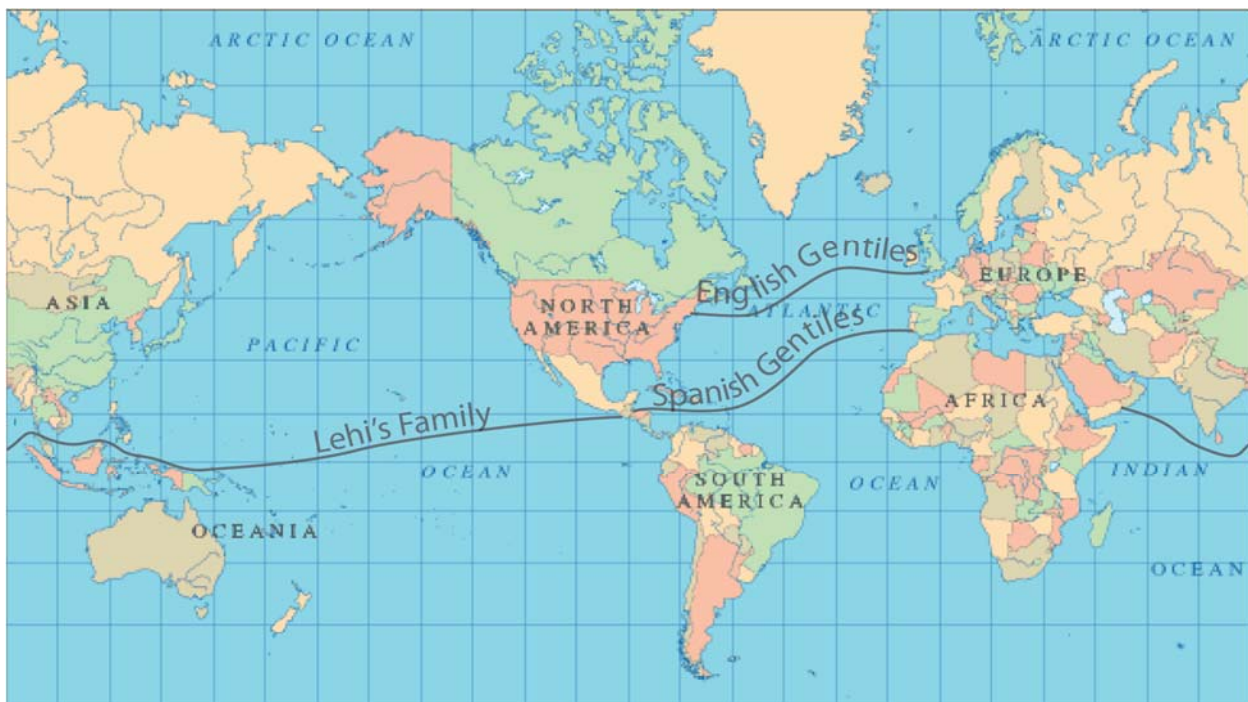 ARCTIC OCEAN
ARCTIC OCEAN
English Gentiles
EUROPE
ASIA
NORTH
AMERICA
ATLANTIC
PACIFIC
Spanish Gentiles
AFRICA
Lehi's Family
OCEAN
SOUTH
AMERICA
OCEAN
INDIAN
OCEANIA
OCEAN